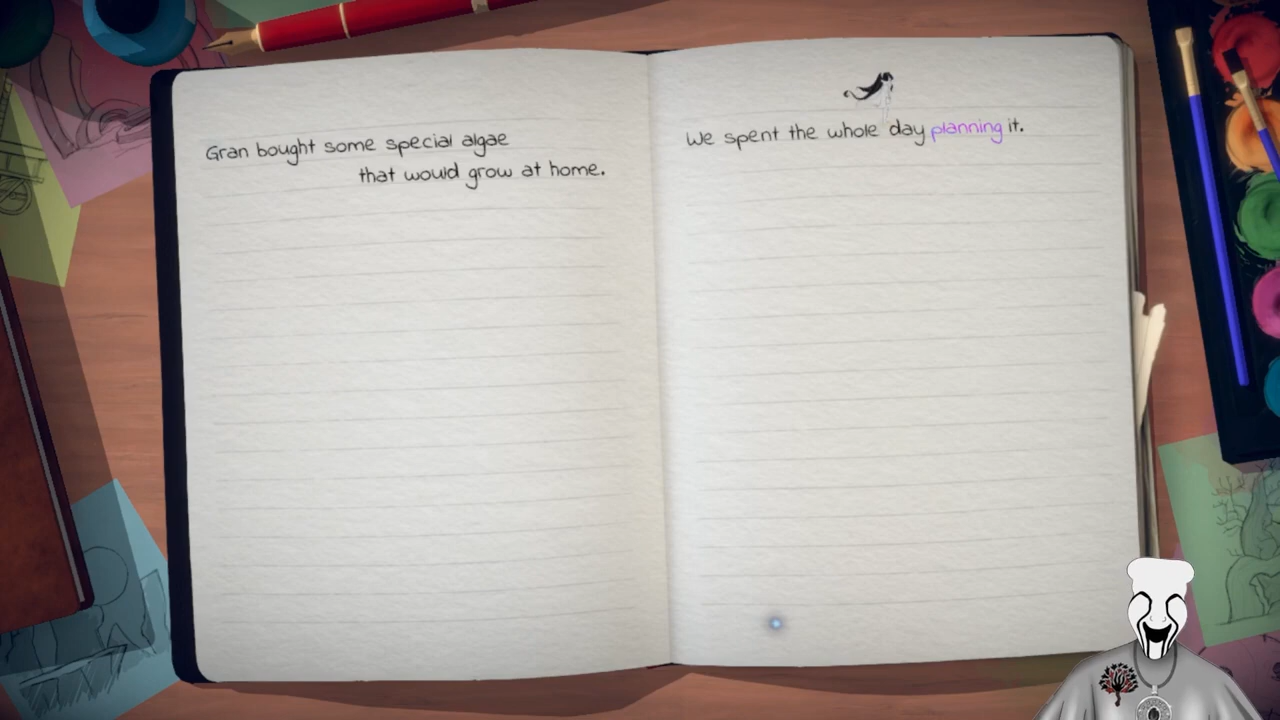 Gran bought some special algae
that would grow at home.
We spent the whole day planning it.